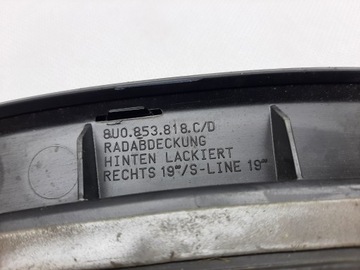 8U0.853.818.C/D
RADABDECKUNG
HINTEN LACKIERT
RECHTS 19"/S-LINE 19"